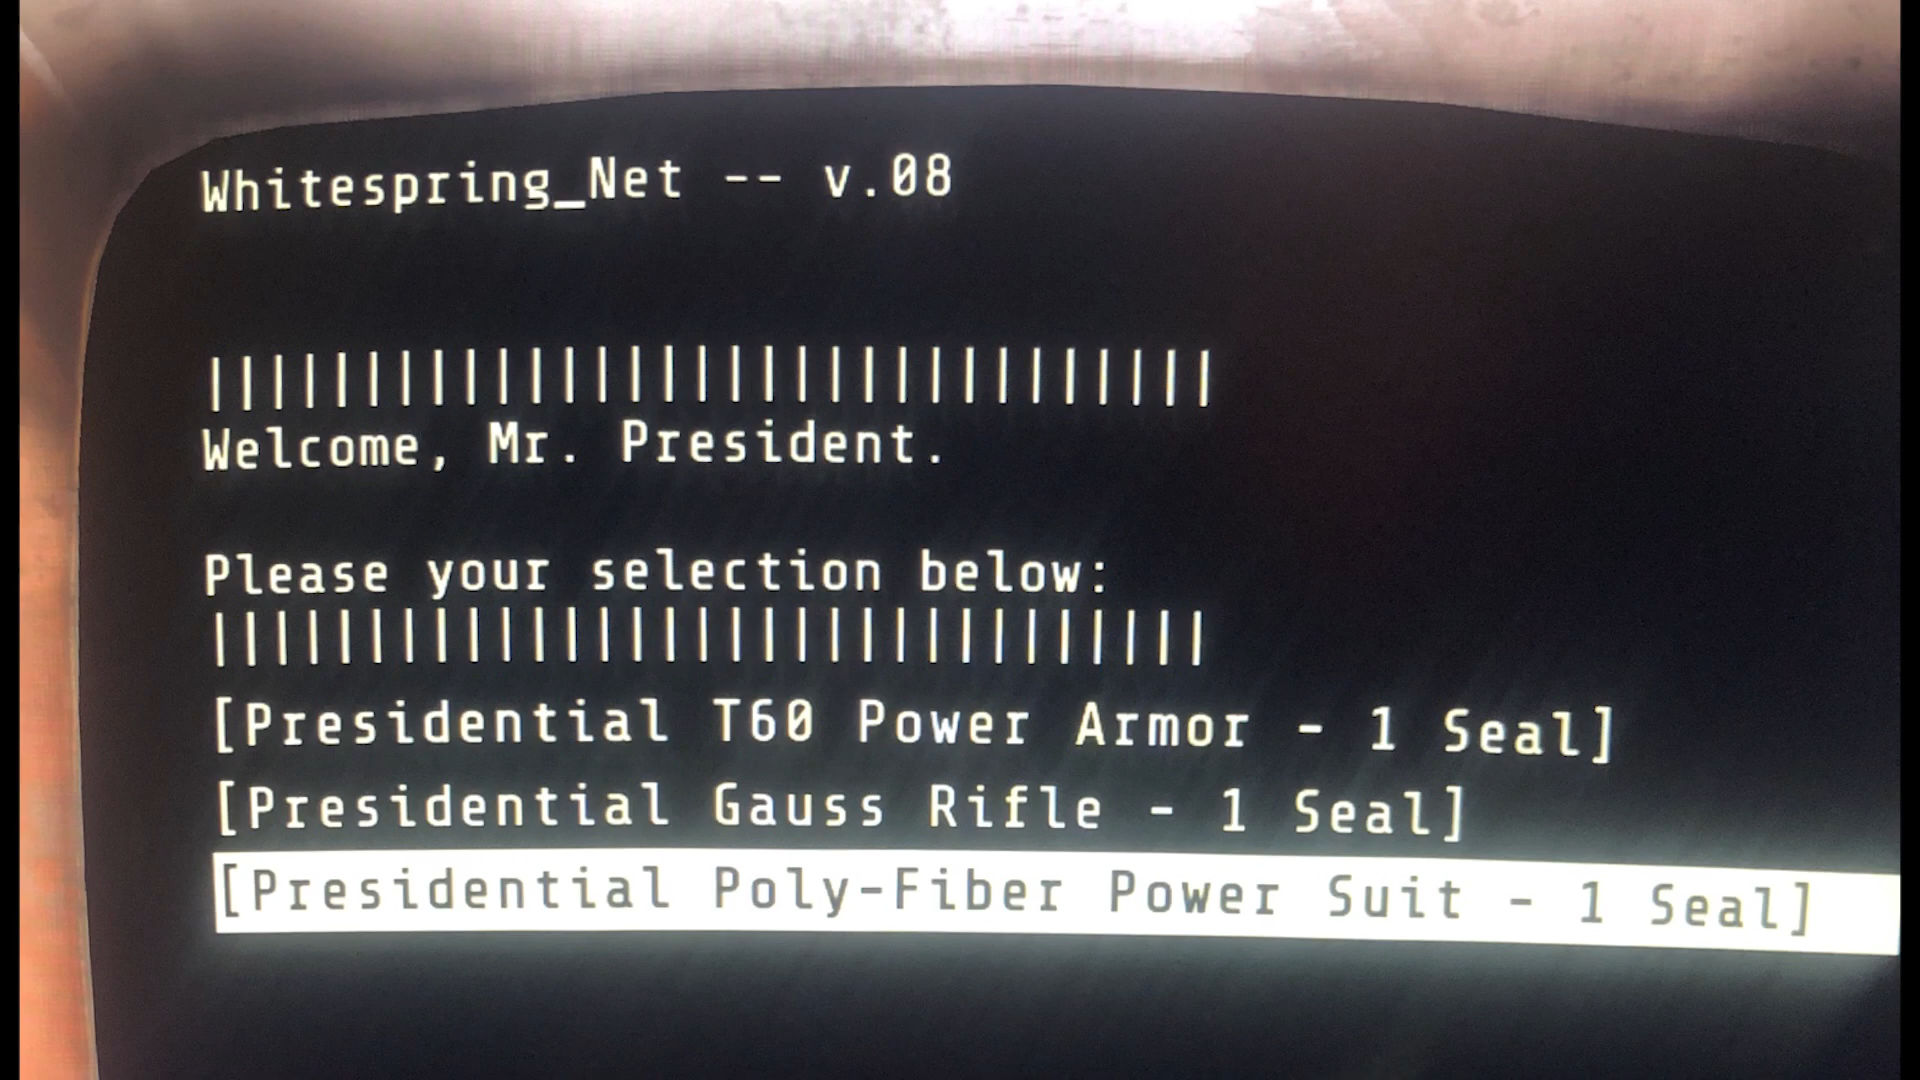 Whitespring_Net -- v.08
|||||||||||||||||||||||||||||||
Welcome, Mr. President.
Please your selection below:
|||||||||||||||||||||||||||||||
[Presidential T60 Power Armor - 1 Seal]
[Presidential Gauss Rifle - 1 Seal]
[Presidential Poly-Fiber Power Suit - 1 Seal]